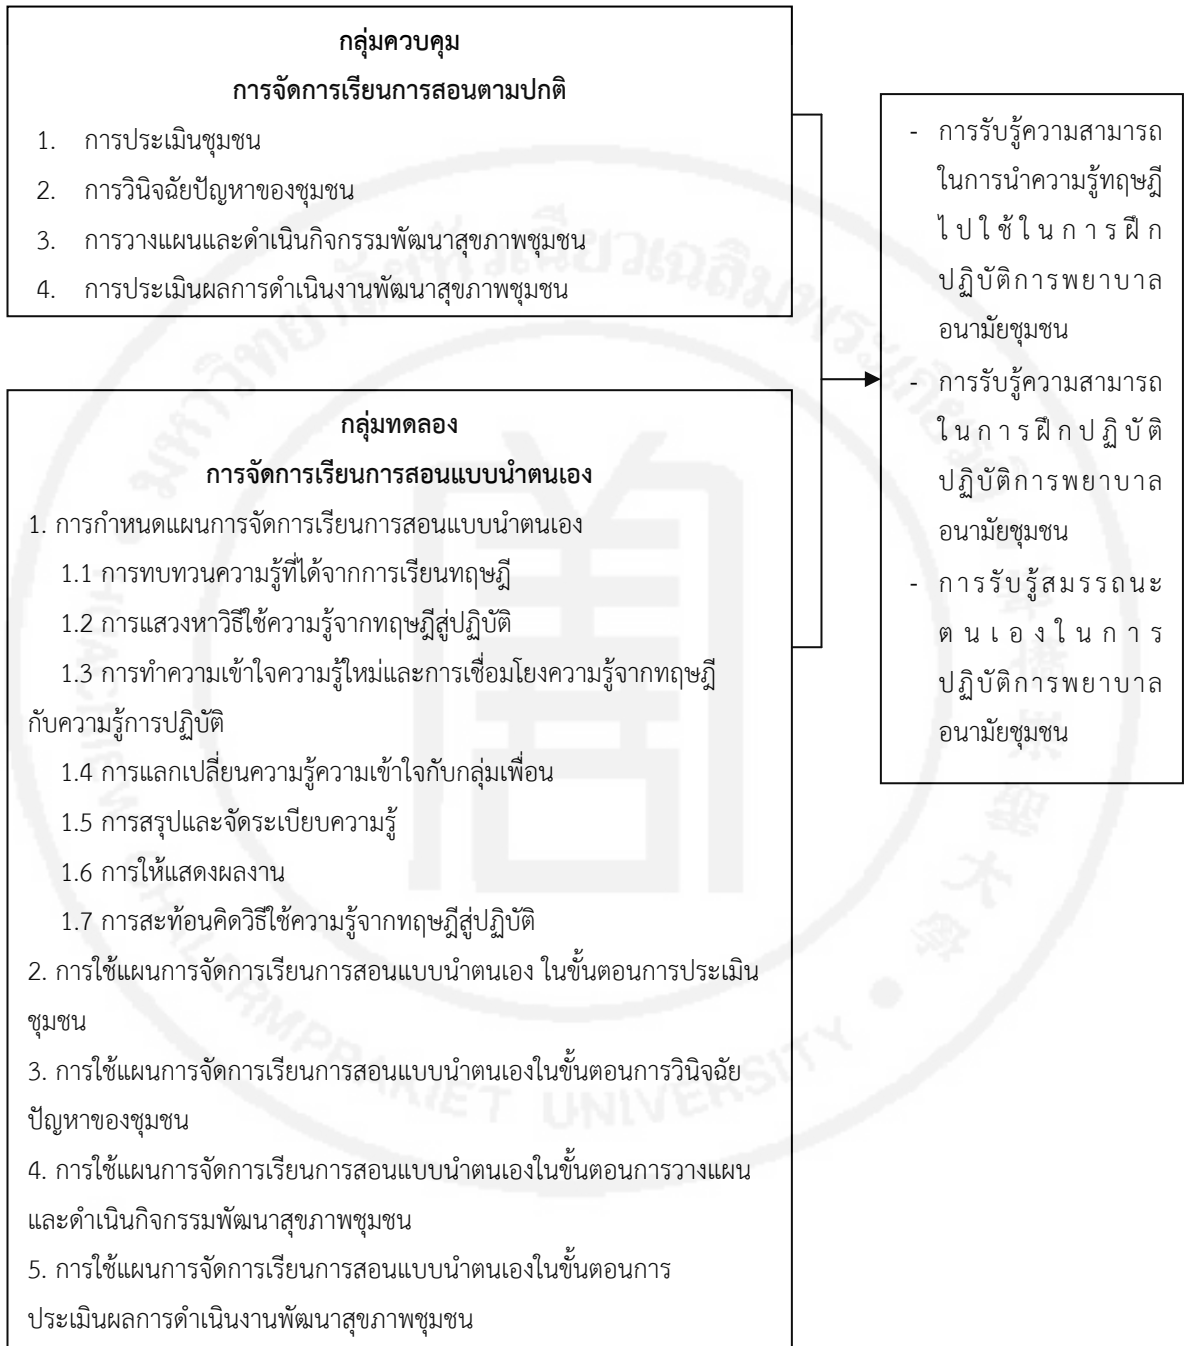 กลุ่มควบคุม
การจัดการเรียนการสอนตามปกติ
1. การประเมินชุมชน
2. การวินิจฉัยปัญหาของชุมชน
3. การวางแผนและดำเนินกิจกรรมพัฒนาสุขภาพชุมชน
4. การประเมินผลการดำเนินงานพัฒนาสุขภาพชุมชน
กลุ่มทดลอง
การจัดการเรียนการสอนแบบนำตนเอง
1. การกำหนดแผนการจัดการเรียนการสอนแบบนำตนเอง
1.1 การทบทวนความรู้ที่ได้จากการเรียนทฤษฎี
1.2 การแสวงหาวิธีใช้ความรู้จากทฤษฎีสู่ปฏิบัติ
1.3 การทำความเข้าใจความรู้ใหม่และการเชื่อมโยงความรู้จากทฤษฎี
กับความรู้การปฏิบัติ
1.4 การแลกเปลี่ยนความรู้ความเข้าใจกับกลุ่มเพื่อน
1.5 การสรุปและจัดระเบียบความรู้
1.6 การให้แสดงผลงาน
1.7 การสะท้อนคิดวิธีใช้ความรู้จากทฤษฎีสู่ปฏิบัติ
2. การใช้แผนการจัดการเรียนการสอนแบบนำตนเอง ในขั้นตอนการประเมิน
ชุมชน
3. การใช้แผนการจัดการเรียนการสอนแบบนำตนเองในขั้นตอนการวินิจฉัย
ปัญหาของชุมชน
4. การใช้แผนการจัดการเรียนการสอนแบบนำตนเองในขั้นตอนการวางแผน
และดำเนินกิจกรรมพัฒนาสุขภาพชุมชน
5. การใช้แผนการจัดการเรียนการสอนแบบนำตนเองในขั้นตอนการ
ประเมินผลการดำเนินงานพัฒนาสุขภาพชุมชน
- การรับรู้ความสามารถ
ในการนำความรู้ทฤษฎี
ไปใช้ในการฝึก
ปฏิบัติการพยาบาล
อนามัยชุมชน
- การรับรู้ความสามารถ
ในการฝึกปฏิบัติ
ปฏิบัติการพยาบาล
อนามัยชุมชน
- การรับรู้สมรรถนะ
ตนเองในการ
ปฏิบัติการพยาบาล
อนามัยชุมชน
มหาวิทยาลัยหัวเฉียวเฉลิมพระเกียรติ
HUACHIEW CHALERMPRAKIET UNIVERSITY